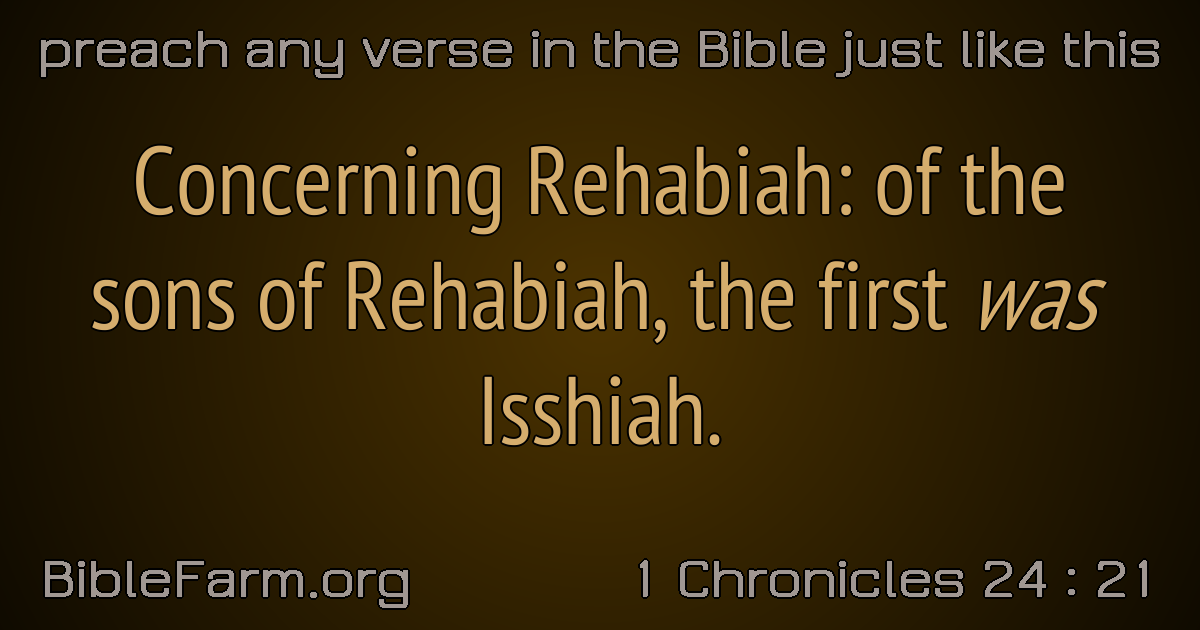 preach any verse in the Bible just like this
Concerning Rehabiah: of the
sons of Rehabiah, the first was
Isshiah.
BibleFarm.org
1 Chronicles 24 : 21